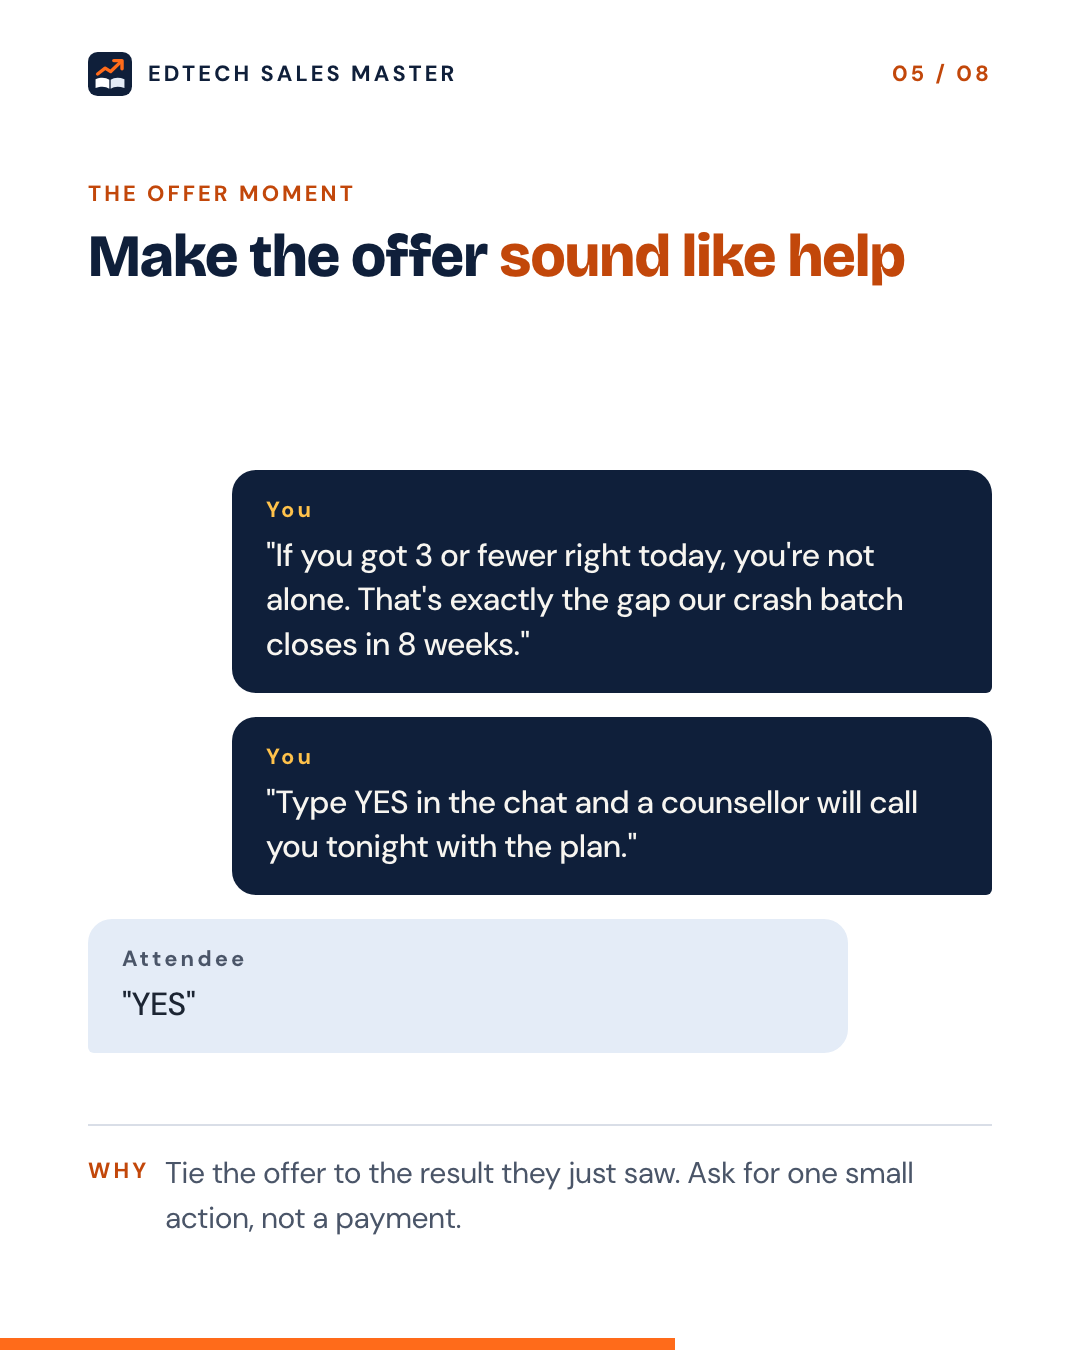 EDTECH SALES MASTER
05 / 08
THE OFFER MOMENT
Make the offer sound like help
You
"If you got 3 or fewer right today, you're not
alone. That's exactly the gap our crash batch
closes in 8 weeks."
You
"Type YES in the chat and a counsellor will call
you tonight with the plan."
Attendee
"YES"
WHY Tie the offer to the result they just saw. Ask for one small
action, not a payment.